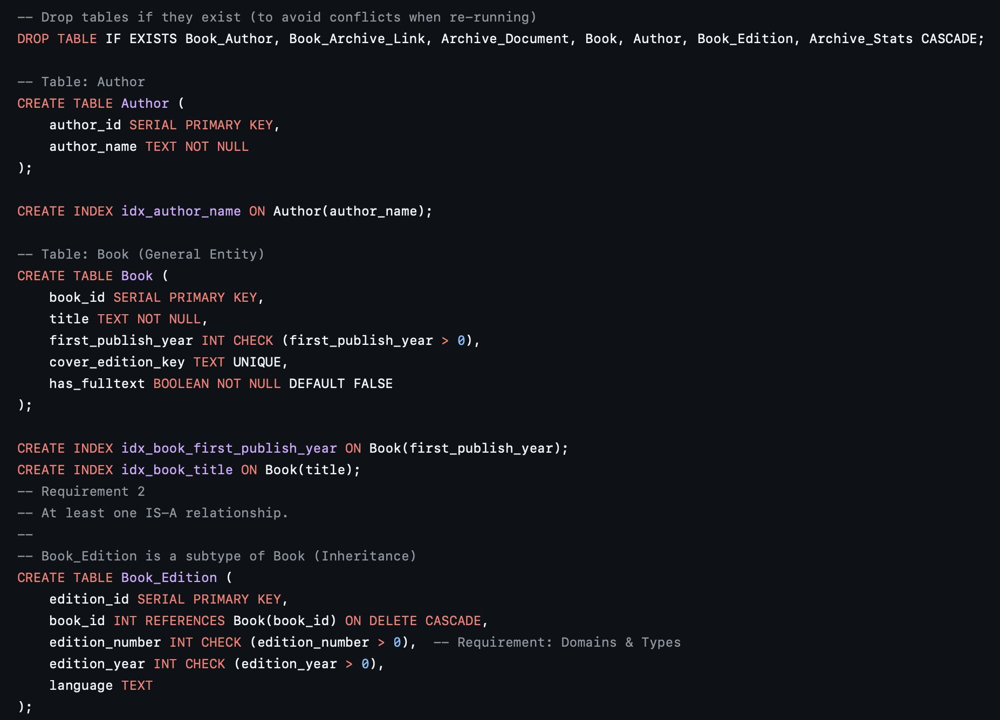 -- Drop tables if they exist (to avoid conflicts when re-running)
DROP TABLE IF EXISTS Book_Author, Book_Archive_Link, Archive_Document, Book, Author, Book_Edition, Archive_Stats CASCADE;

-- Table: Author
CREATE TABLE Author (
    author_id SERIAL PRIMARY KEY,
    author_name TEXT NOT NULL
);

CREATE INDEX idx_author_name ON Author(author_name);

-- Table: Book (General Entity)
CREATE TABLE Book (
    book_id SERIAL PRIMARY KEY,
    title TEXT NOT NULL,
    first_publish_year INT CHECK (first_publish_year > 0),
    cover_edition_key TEXT UNIQUE,
    has_fulltext BOOLEAN NOT NULL DEFAULT FALSE
);

CREATE INDEX idx_book_first_publish_year ON Book(first_publish_year);
CREATE INDEX idx_book_title ON Book(title);
-- Requirement 2
-- At least one IS-A relationship.
--
-- Book_Edition is a subtype of Book (Inheritance)
CREATE TABLE Book_Edition (
    edition_id SERIAL PRIMARY KEY,
    book_id INT REFERENCES Book(book_id) ON DELETE CASCADE,
    edition_number INT CHECK (edition_number > 0),  -- Requirement: Domains & Types
    edition_year INT CHECK (edition_year > 0),
    language TEXT
);